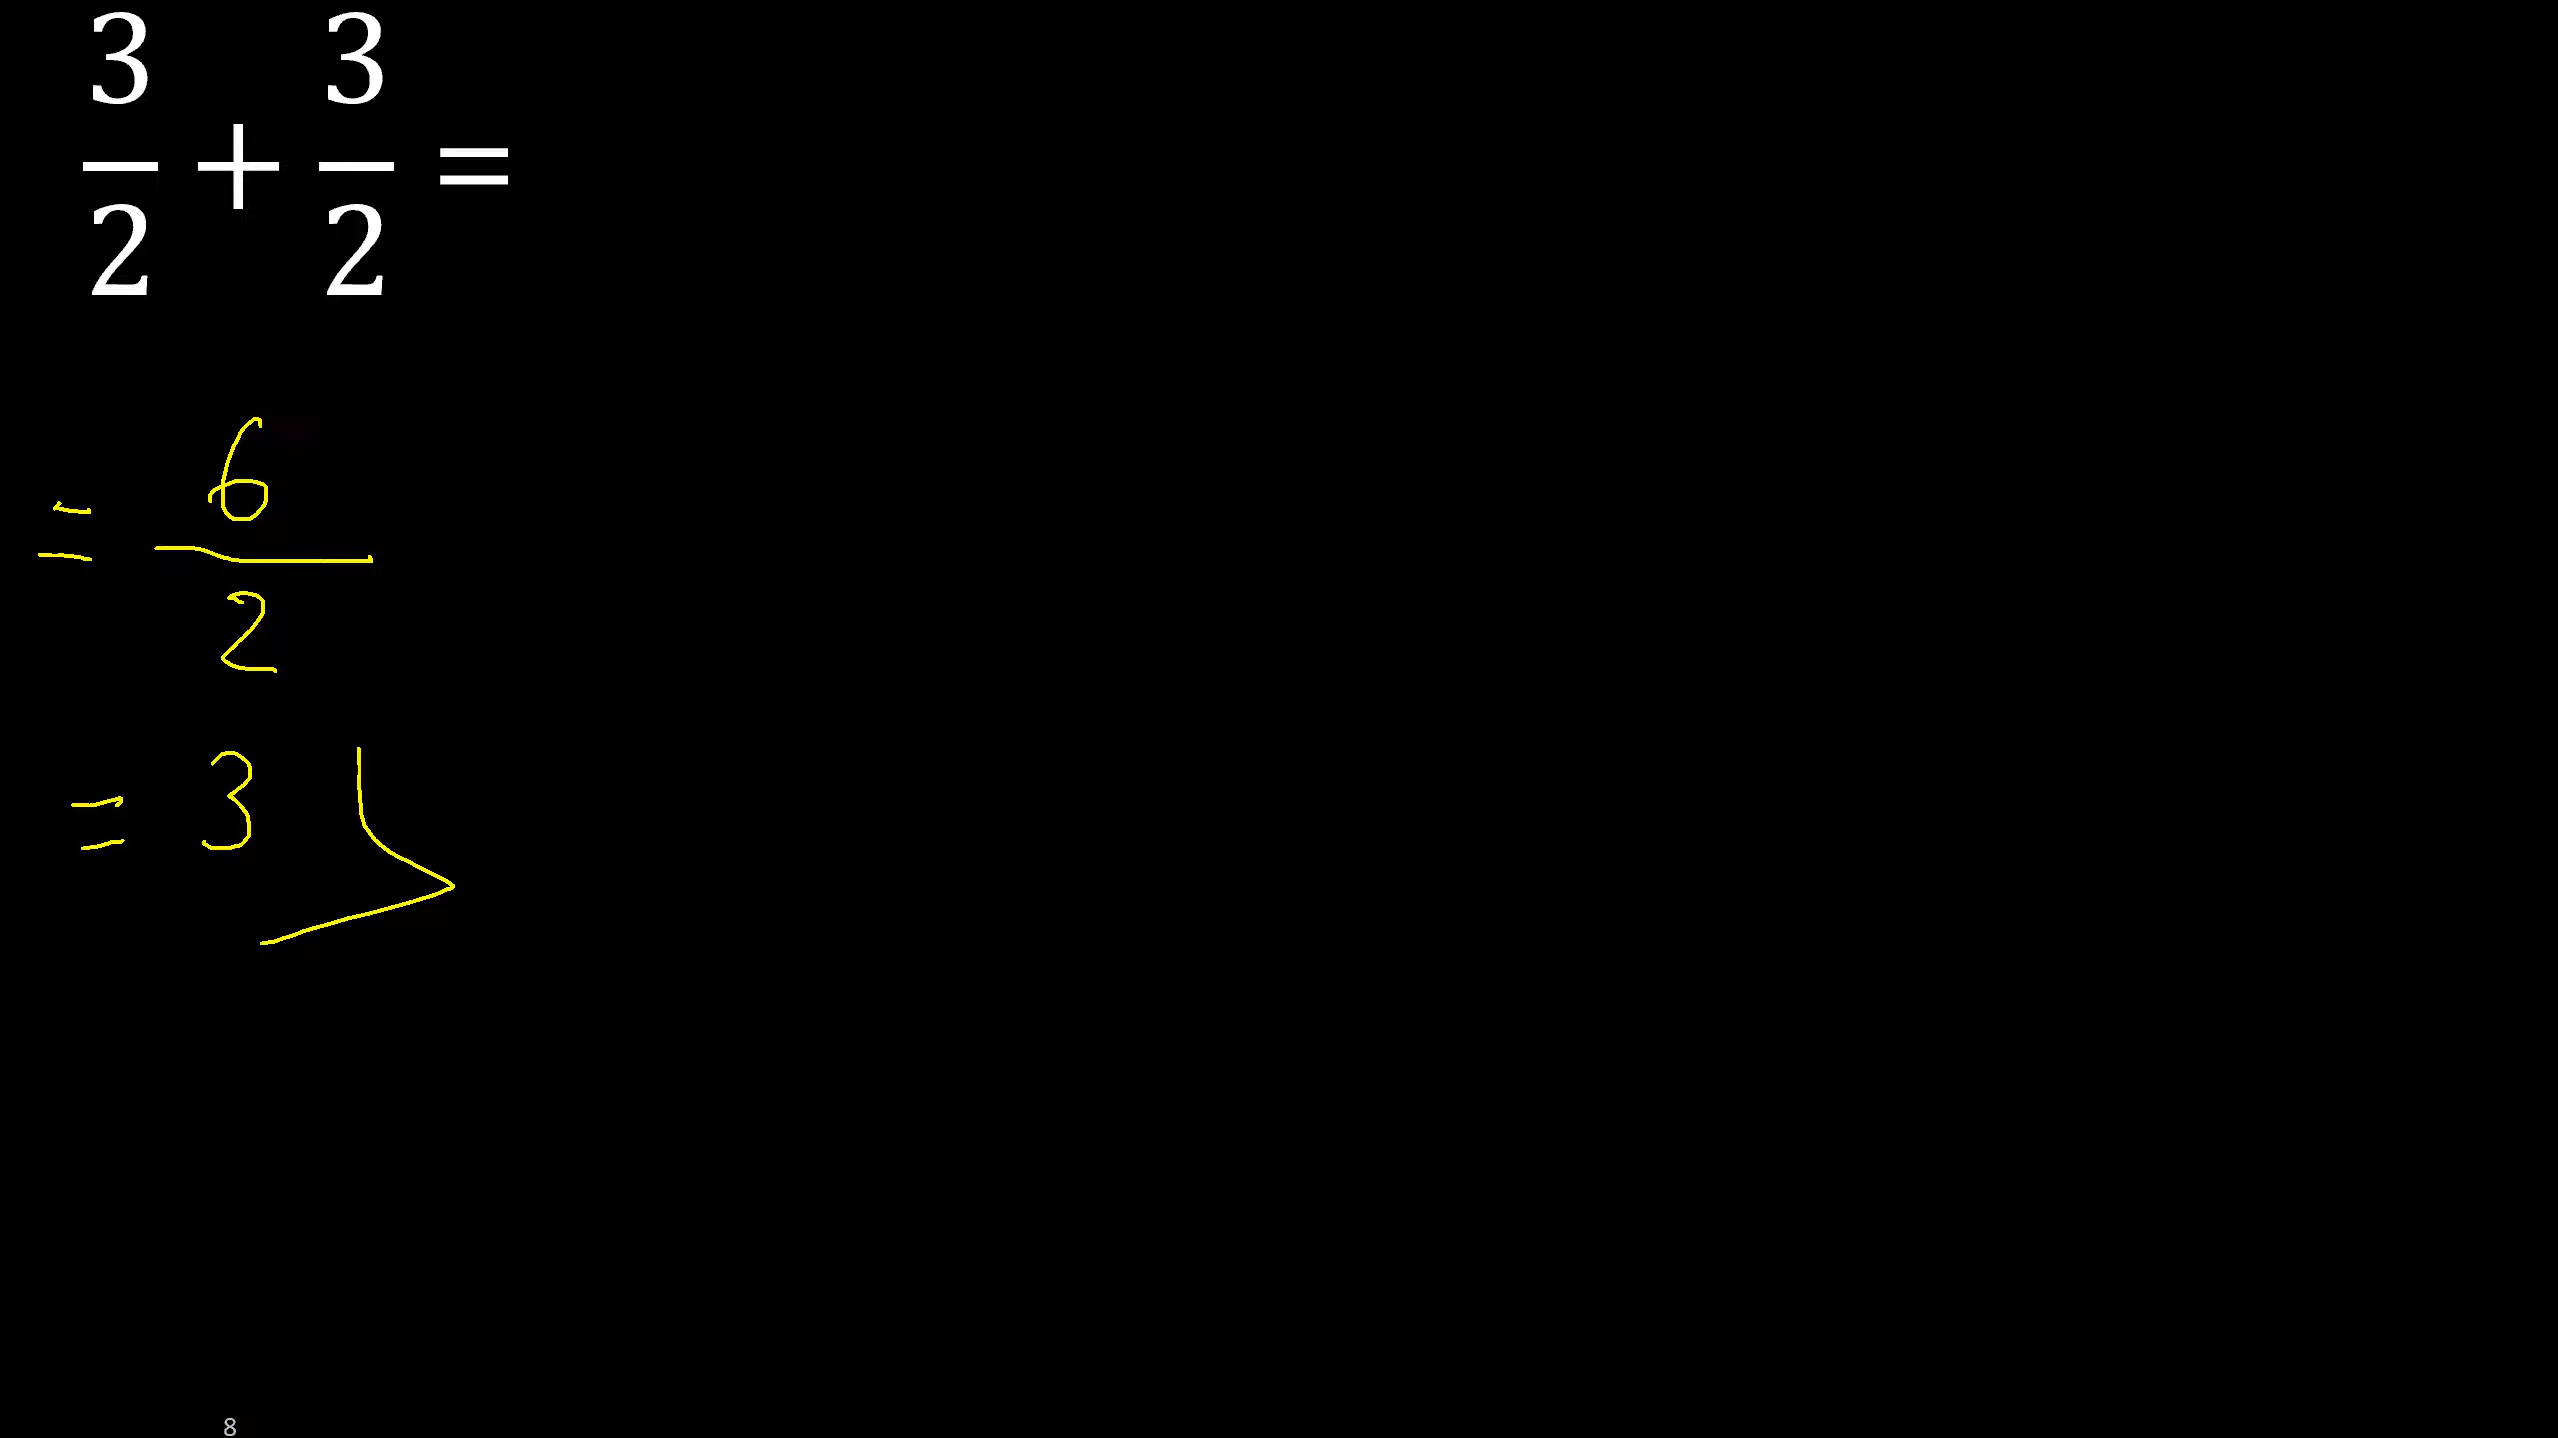 3/2 + 3/2 =
= 6/2
= 3
8